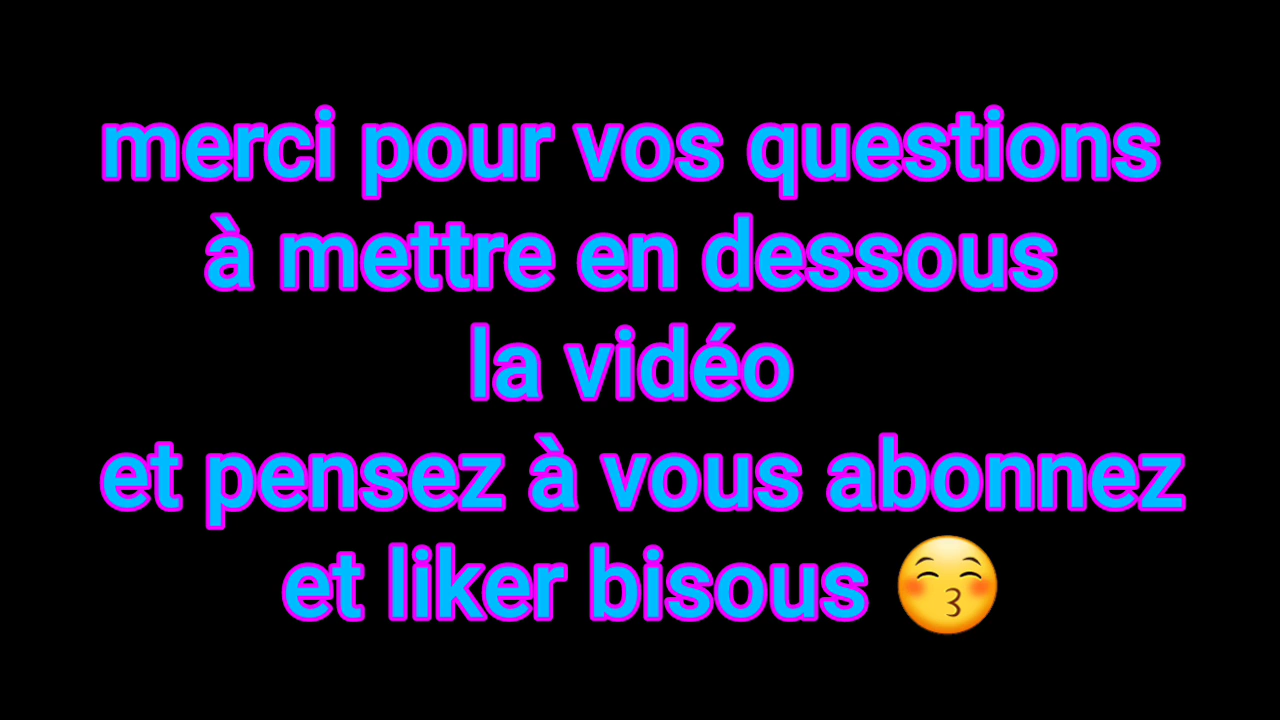 merci pour vos questions
à mettre en dessous
la vidéo
et pensez à vous abonnez
et liker bisous 😚